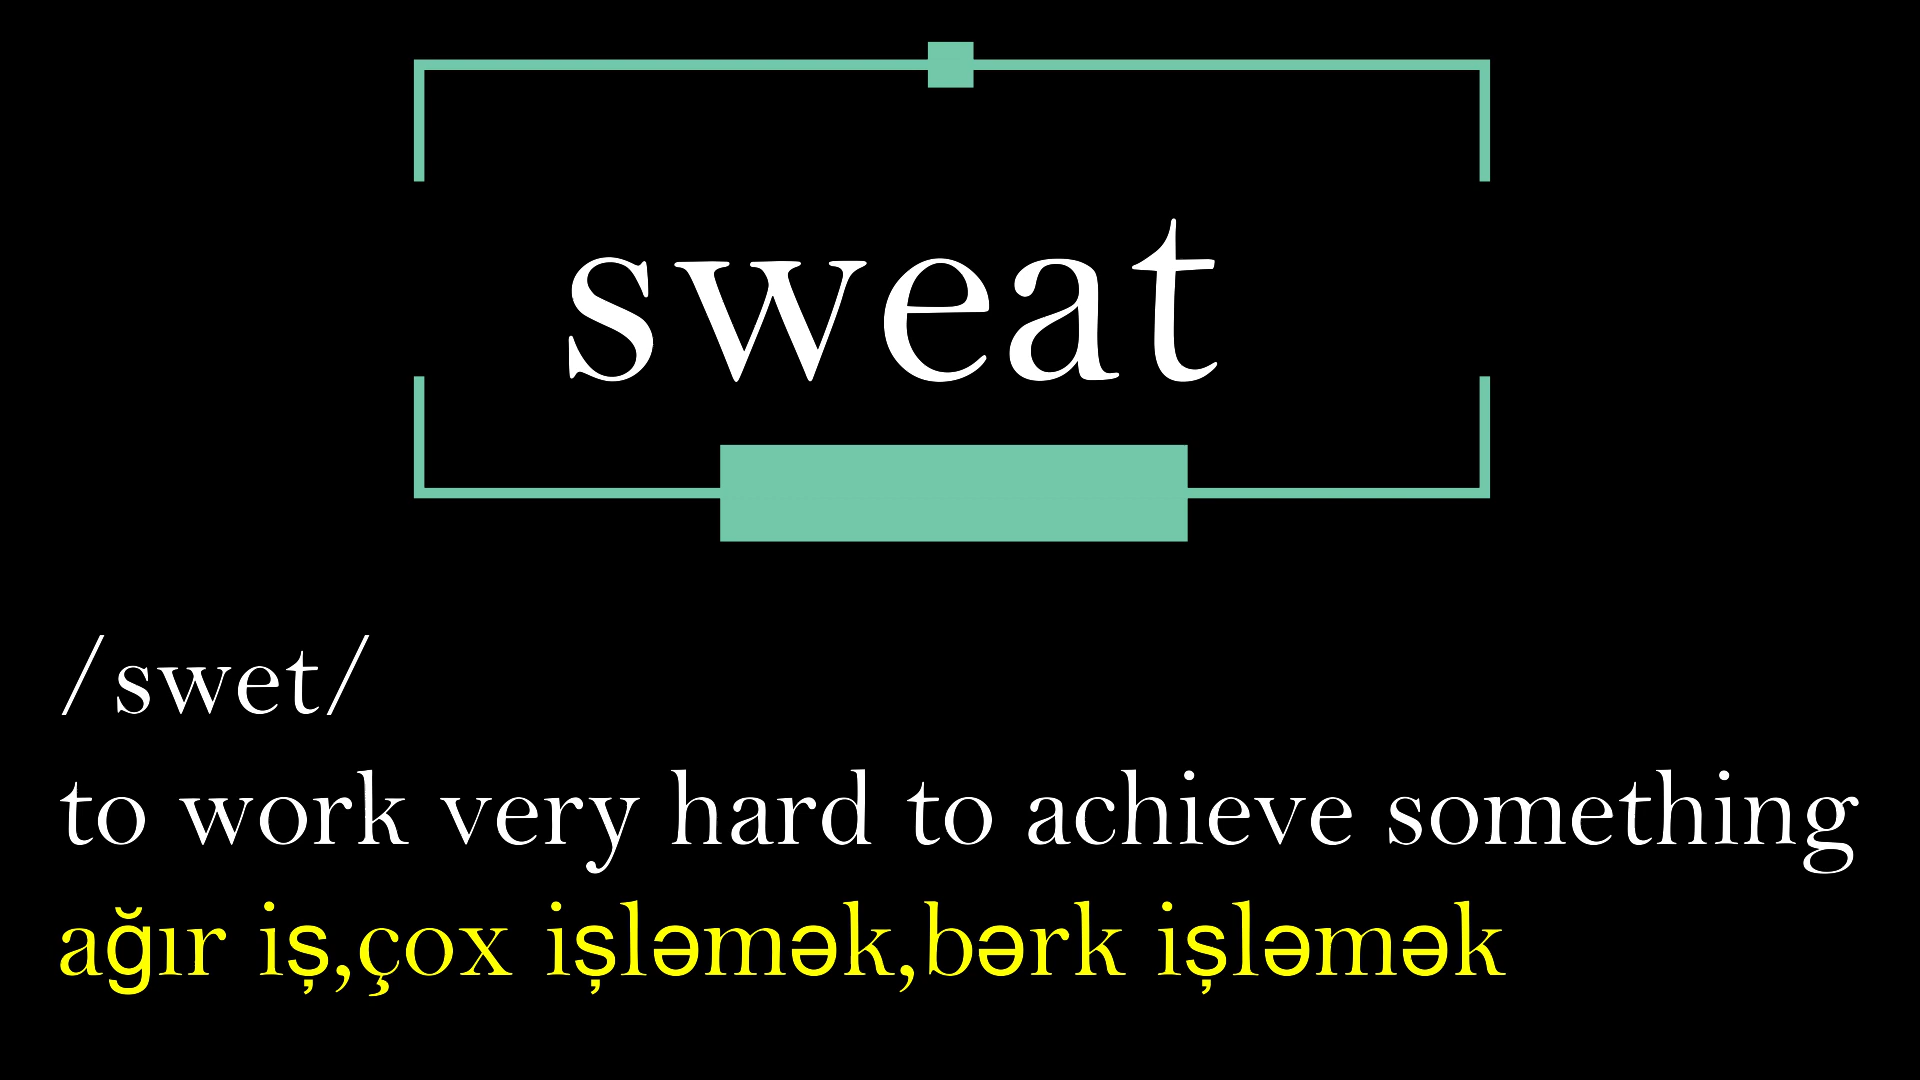 sweat
/swet/
to work very hard to achieve something
ağır iş,çox işləmək,bərk işləmək